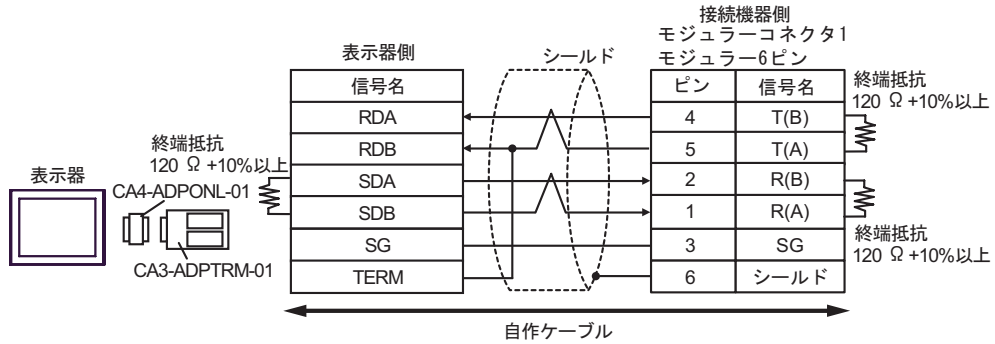 接続機器側
モジュラーコネクタ1
モジュラー6ピン
表示器側
シールド
信号名
ピン 信号名
終端抵抗
120 Ω +10%以上
RDA
4 T(B)
RDB
5 T(A)
終端抵抗
120 Ω +10%以上
SDA
2 R(B)
SDB
1 R(A)
表示器
CA4-ADPONL-01
CA3-ADPTRM-01
SG
3 SG
終端抵抗
120 Ω +10%以上
TERM
6 シールド
自作ケーブル